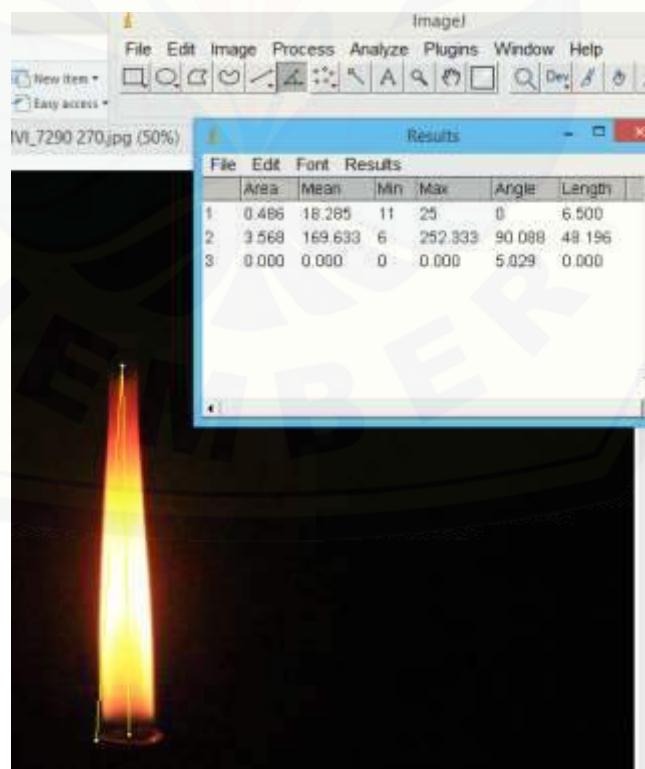 ImageJ
File Edit Image Process Analyze Plugins Window Help
New item
Easy access
A Dev
MVI_7290 270.jpg (50%)
Results
File Edit Font Results
Area Mean Min Max Angle Length
1 0.486 18.285 11 25 0 6.500
2 3.568 169.633 6 252.333 90.088 48.196
3 0.000 0.000 0 0.000 5.029 0.000
EMBER